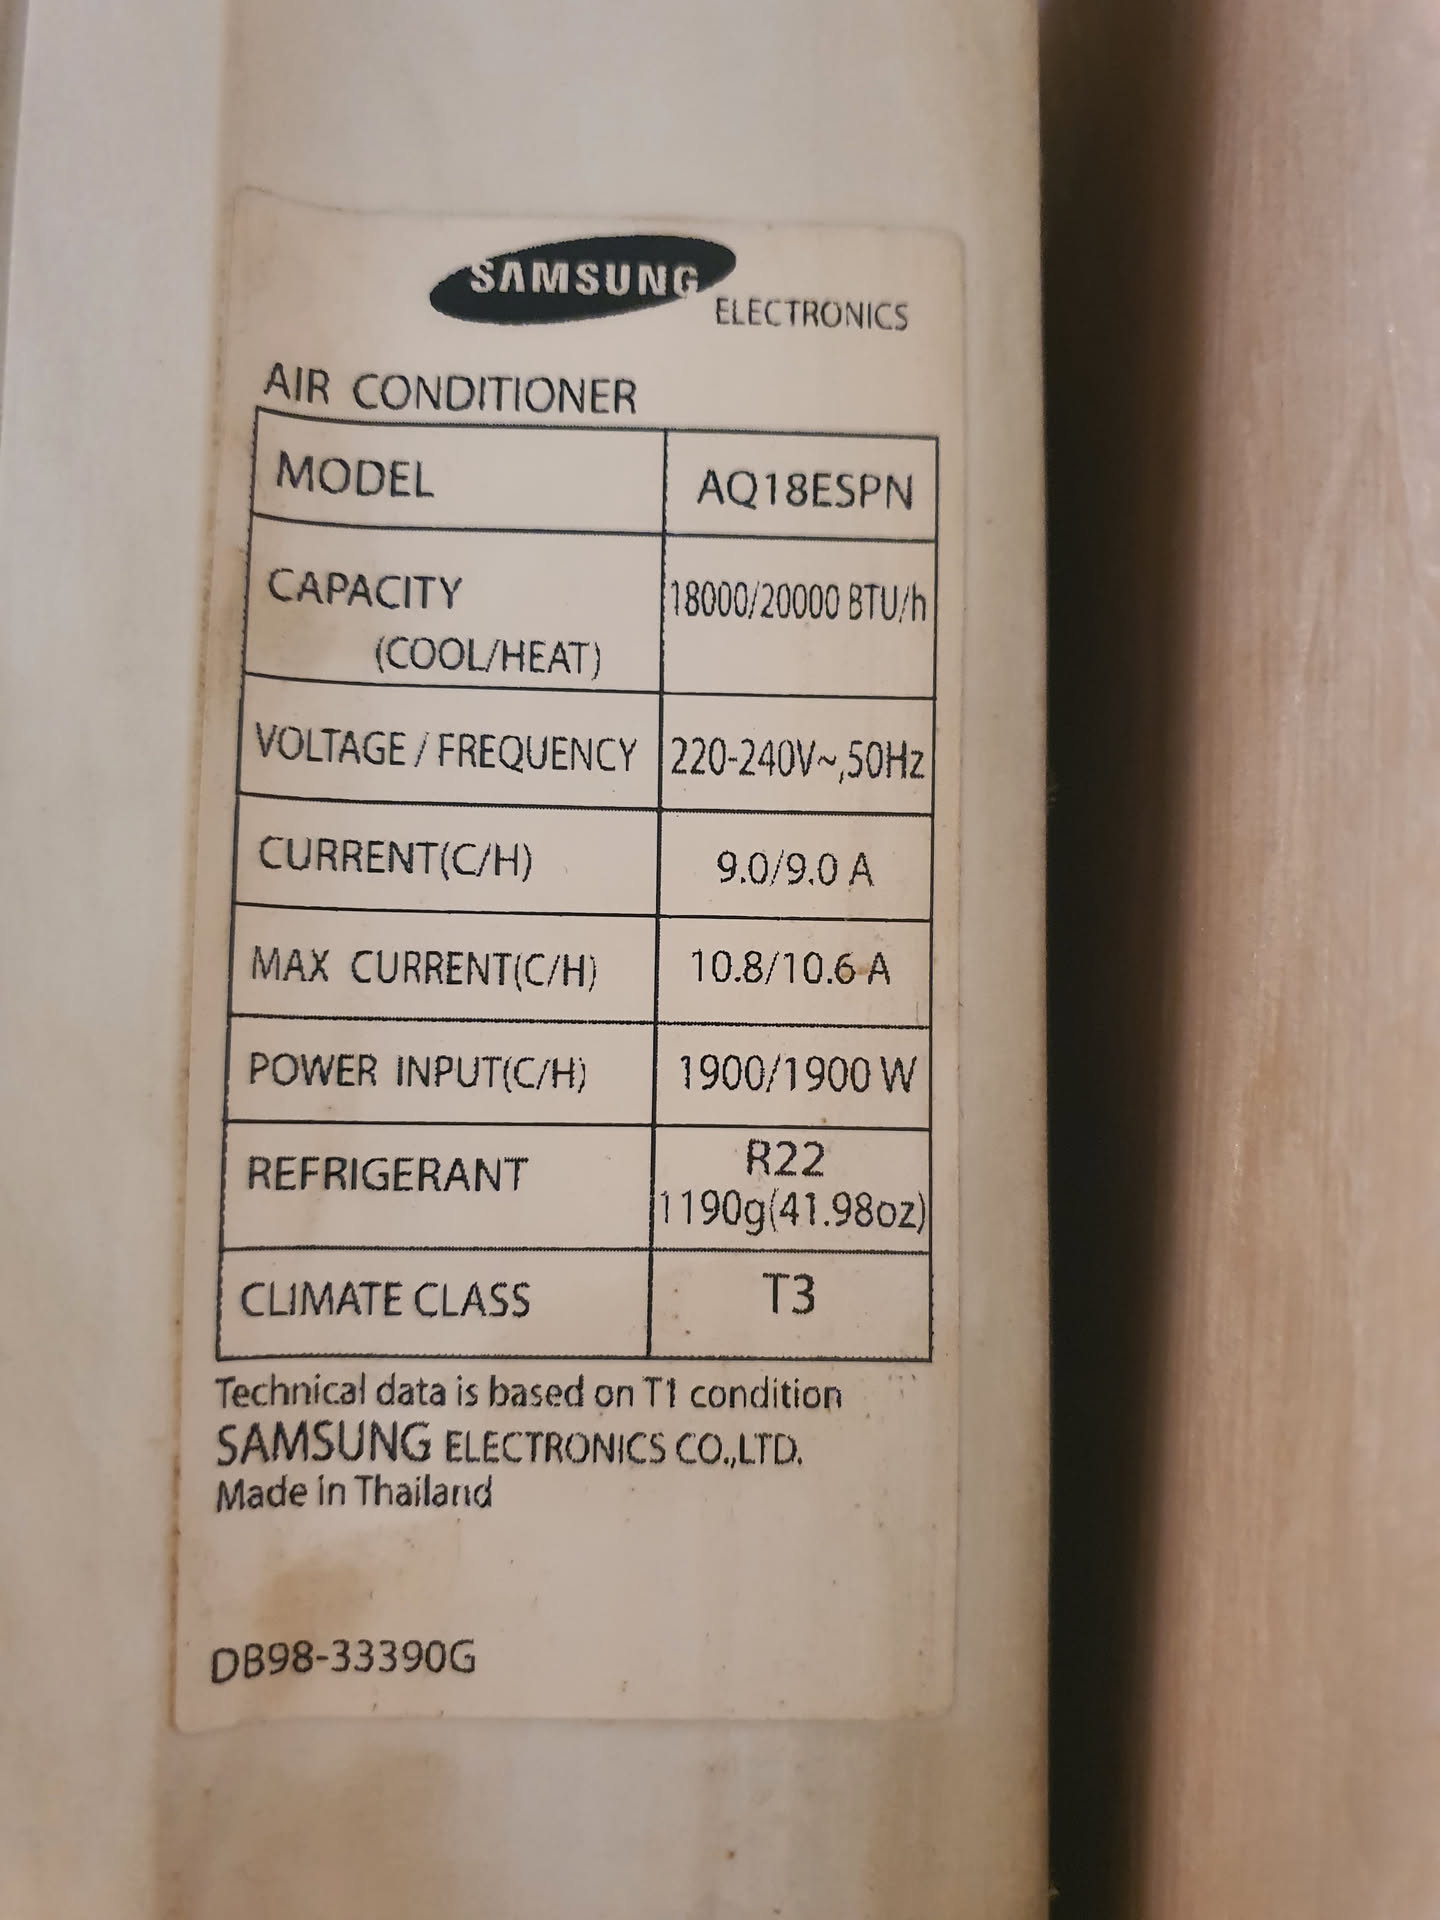 SAMSUNG ELECTRONICS
AIR CONDITIONER
MODEL AQ18ESPN
CAPACITY 18000/20000 BTU/h
(COOL/HEAT)
VOLTAGE / FREQUENCY 220-240V~,50Hz
CURRENT(C/H) 9.0/9.0 A
MAX CURRENT(C/H) 10.8/10.6 A
POWER INPUT(C/H) 1900/1900 W
REFRIGERANT R22
1190g(41.98oz)
CLIMATE CLASS T3
Technical data is based on T1 condition
SAMSUNG ELECTRONICS CO.,LTD.
Made in Thailand
DB98-33390G